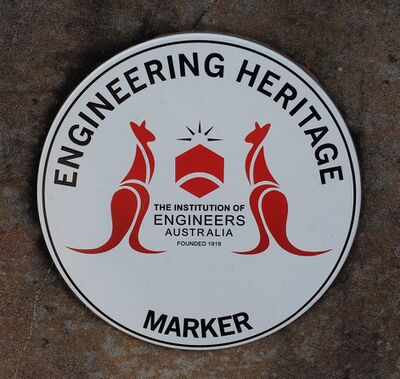 ENGINEERING HERITAGE
THE INSTITUTION OF
ENGINEERS
AUSTRALIA
FOUNDED 1919
MARKER